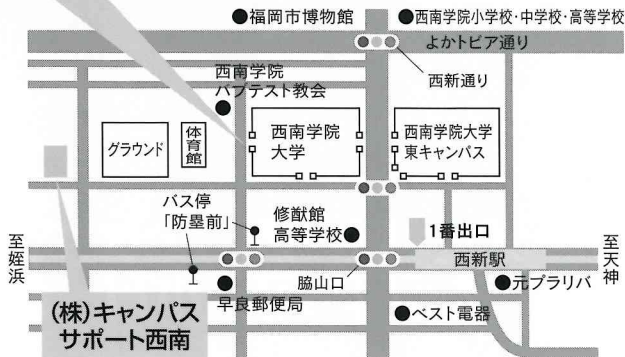 福岡市博物館
西南学院小学校・中学校・高等学校
よかトピア通り
西新通り
西南学院
バプテスト教会
グラウンド
体育館
西南学院
大学
西南学院大学
東キャンパス
バス停
「防塁前」
修猷館
高等学校
1番出口
至姪浜
脇山口
西新駅
至天神
(株)キャンパス
サポート西南
早良郵便局
元プラリバ
ベスト電器